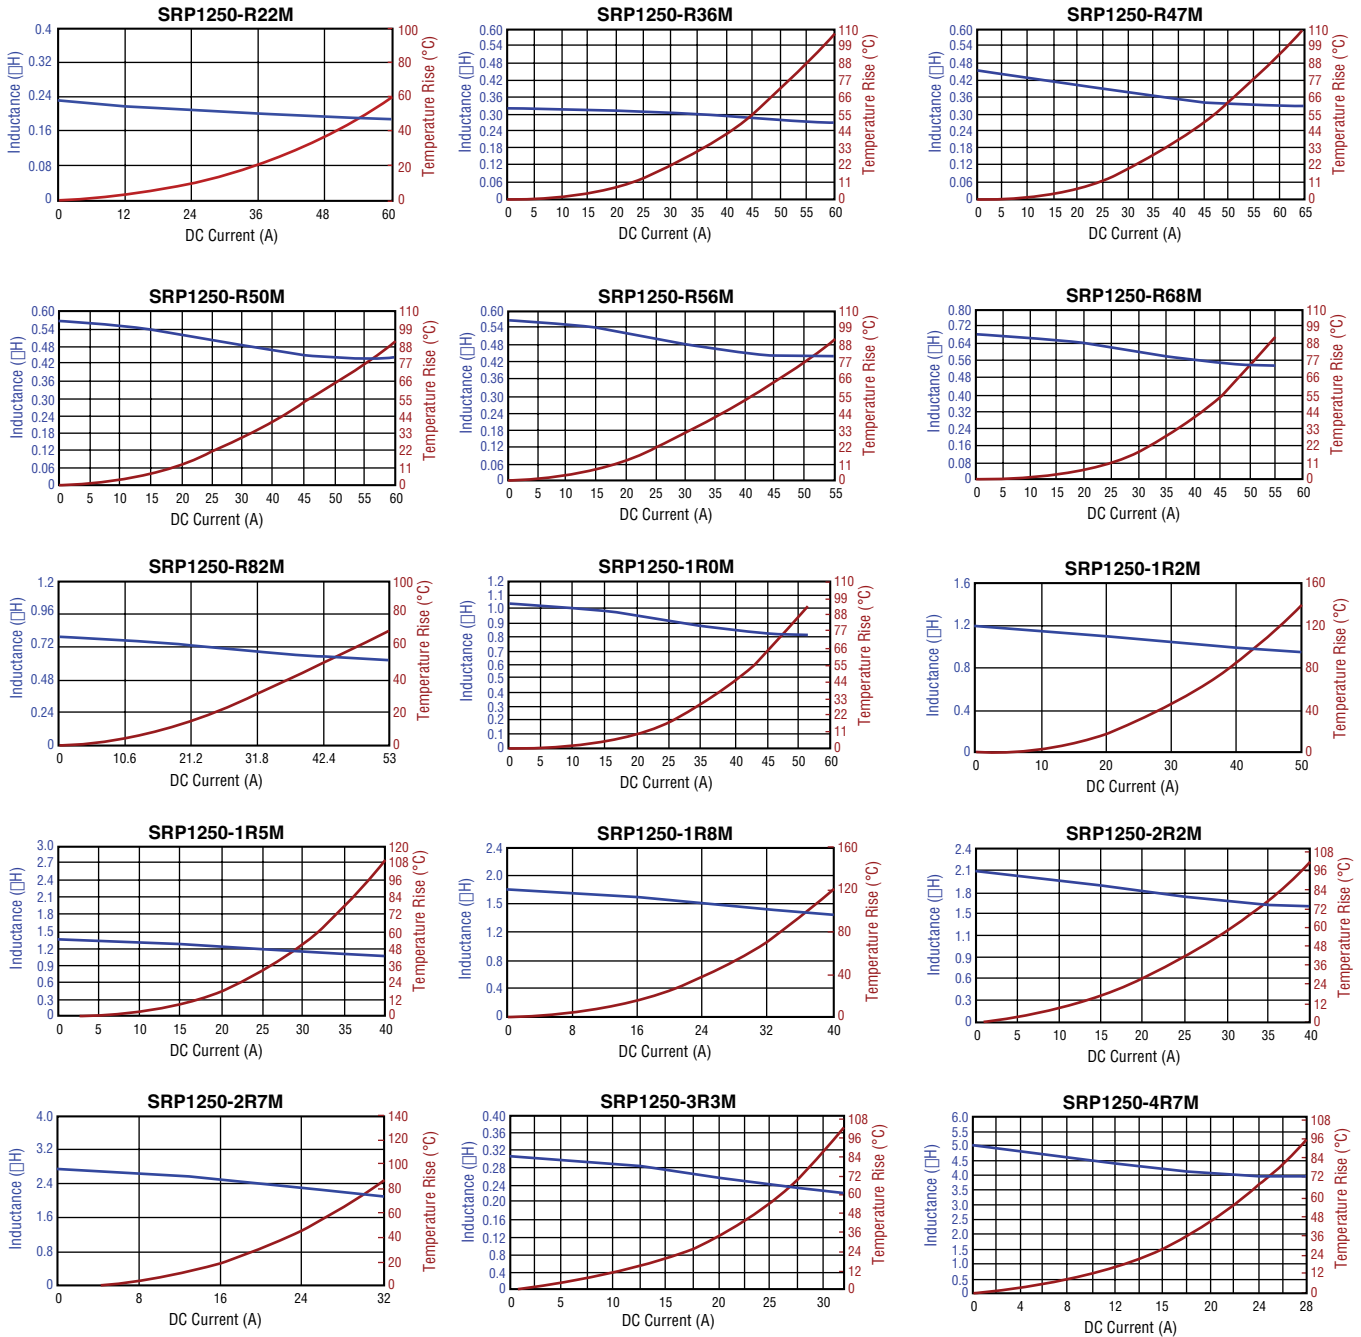 SRP1250-R22M
Inductance (□H)
0.4 0.32 0.24 0.16 0.08 0
100 80 60 40 20 0
Temperature Rise (°C)
0 12 24 36 48 60
DC Current (A)
SRP1250-R36M
Inductance (□H)
0.60 0.54 0.48 0.42 0.36 0.30 0.24 0.18 0.12 0.06 0
110 99 88 77 66 55 44 33 22 11 0
Temperature Rise (°C)
0 5 10 15 20 25 30 35 40 45 50 55 60
DC Current (A)
SRP1250-R47M
Inductance (□H)
0.60 0.54 0.48 0.42 0.36 0.30 0.24 0.18 0.12 0.06 0
110 99 88 77 66 55 44 33 22 11 0
Temperature Rise (°C)
0 5 10 15 20 25 30 35 40 45 50 55 60 65
DC Current (A)
SRP1250-R50M
Inductance (□H)
0.60 0.54 0.48 0.42 0.36 0.30 0.24 0.18 0.12 0.06 0
110 99 88 77 66 55 44 33 22 11 0
Temperature Rise (°C)
0 5 10 15 20 25 30 35 40 45 50 55 60
DC Current (A)
SRP1250-R56M
Inductance (□H)
0.60 0.54 0.48 0.42 0.36 0.30 0.24 0.18 0.12 0.06 0
110 99 88 77 66 55 44 33 22 11 0
Temperature Rise (°C)
0 5 10 15 20 25 30 35 40 45 50 55
DC Current (A)
SRP1250-R68M
Inductance (□H)
0.80 0.72 0.64 0.56 0.48 0.40 0.32 0.24 0.16 0.08 0
110 99 88 77 66 55 44 33 22 11 0
Temperature Rise (°C)
0 5 10 15 20 25 30 35 40 45 50 55 60
DC Current (A)
SRP1250-R82M
Inductance (□H)
1.2 0.96 0.72 0.48 0.24 0
100 80 60 40 20 0
Temperature Rise (°C)
0 10.6 21.2 31.8 42.4 53
DC Current (A)
SRP1250-1R0M
Inductance (□H)
1.2 1.1 1.0 0.9 0.8 0.7 0.6 0.5 0.4 0.3 0.2 0.1 0
110 99 88 77 66 55 44 33 22 11 0
Temperature Rise (°C)
0 5 10 15 20 25 35 40 45 50 60
DC Current (A)
SRP1250-1R2M
Inductance (□H)
1.6 1.2 0.8 0.4 0
160 120 80 40 0
Temperature Rise (°C)
0 10 20 30 40 50
DC Current (A)
SRP1250-1R5M
Inductance (□H)
3.0 2.7 2.4 2.1 1.8 1.5 1.2 0.9 0.6 0.3 0
120 108 96 84 72 60 48 36 24 12 0
Temperature Rise (°C)
0 5 10 15 20 25 30 35 40
DC Current (A)
SRP1250-1R8M
Inductance (□H)
2.4 2.0 1.5 1.2 0.8 0.4 0
160 120 80 40 0
Temperature Rise (°C)
0 8 16 24 32 40
DC Current (A)
SRP1250-2R2M
Inductance (□H)
2.4 2.1 1.8 1.5 1.1 0.9 0.6 0.3 0
108 96 84 72 60 48 36 24 12 0
Temperature Rise (°C)
0 5 10 15 20 25 30 35 40
DC Current (A)
SRP1250-2R7M
Inductance (□H)
4.0 3.2 2.4 1.6 0.8 0
140 120 100 80 60 40 20 0
Temperature Rise (°C)
0 8 16 24 32
DC Current (A)
SRP1250-3R3M
Inductance (□H)
0.40 0.36 0.32 0.28 0.24 0.20 0.16 0.12 0.8 0.4 0
108 96 84 72 60 48 36 24 12 0
Temperature Rise (°C)
0 5 10 15 20 25 30
DC Current (A)
SRP1250-4R7M
Inductance (□H)
6.0 5.5 5.0 4.5 4.0 3.5 3.0 2.5 2.0 1.5 1.0 0.5 0
108 96 84 72 60 48 36 24 12 0
Temperature Rise (°C)
0 4 8 12 15 20 24 28
DC Current (A)